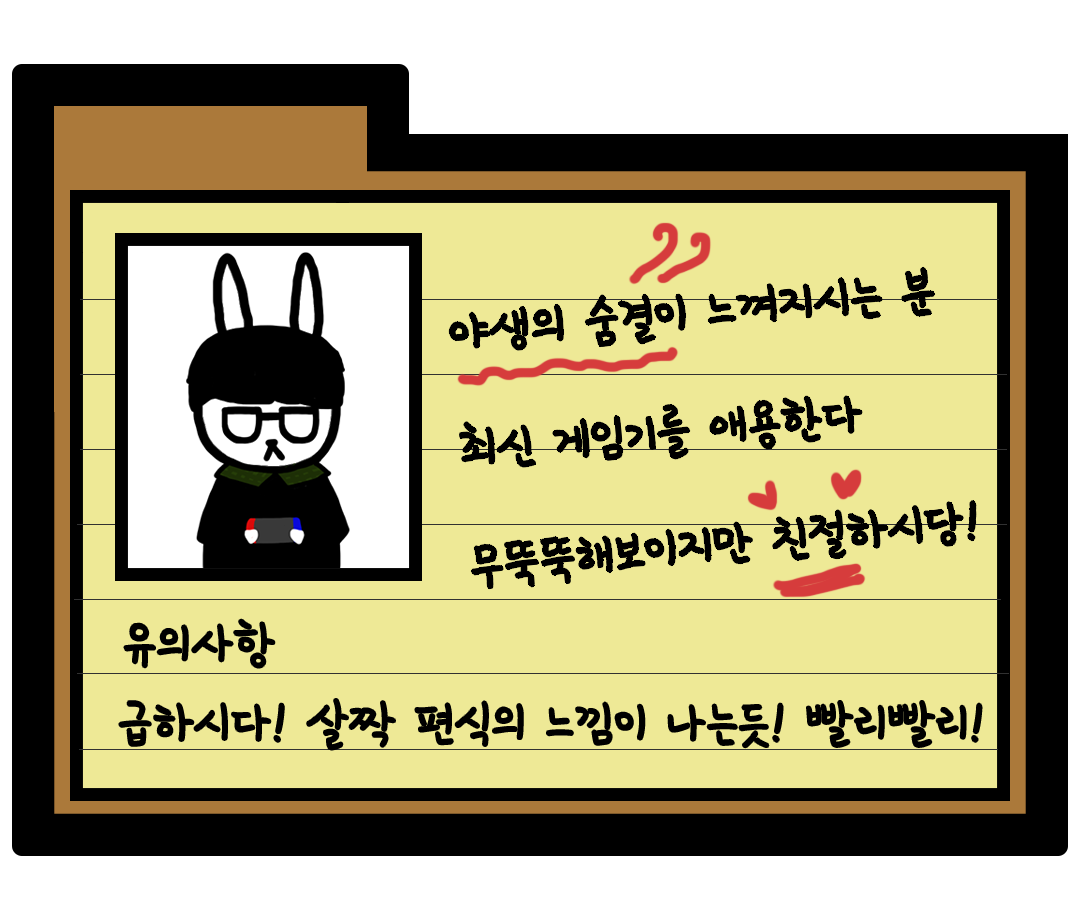 야생의 숨결이 느껴지시는 분
최신 게임기를 애용한다
무뚝뚝해보이지만 친절하시당!
유의사항
급하시다! 살짝 편식의 느낌이 나는듯! 빨리빨리!